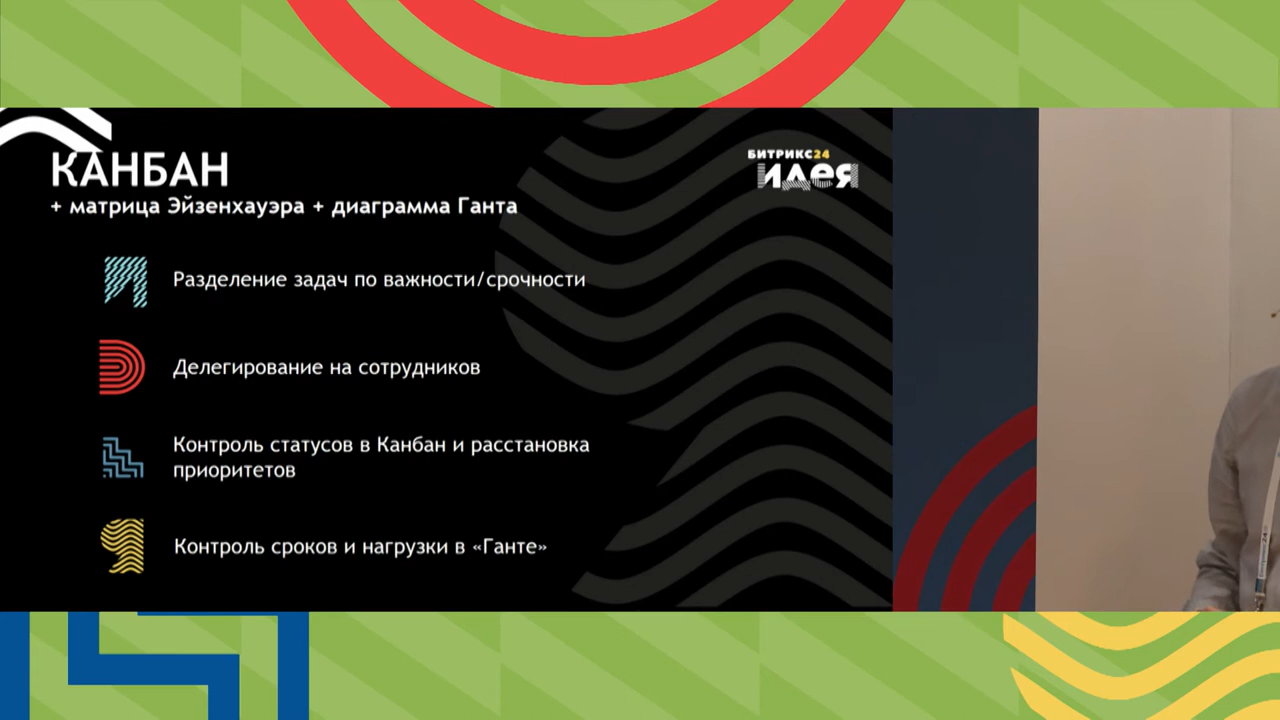 КАНБАН
+ матрица Эйзенхауэра + диаграмма Ганта
БИТРИКС24
идея
Разделение задач по важности/срочности
Делегирование на сотрудников
Контроль статусов в Канбан и расстановка
приоритетов
Контроль сроков и нагрузки в «Ганте»